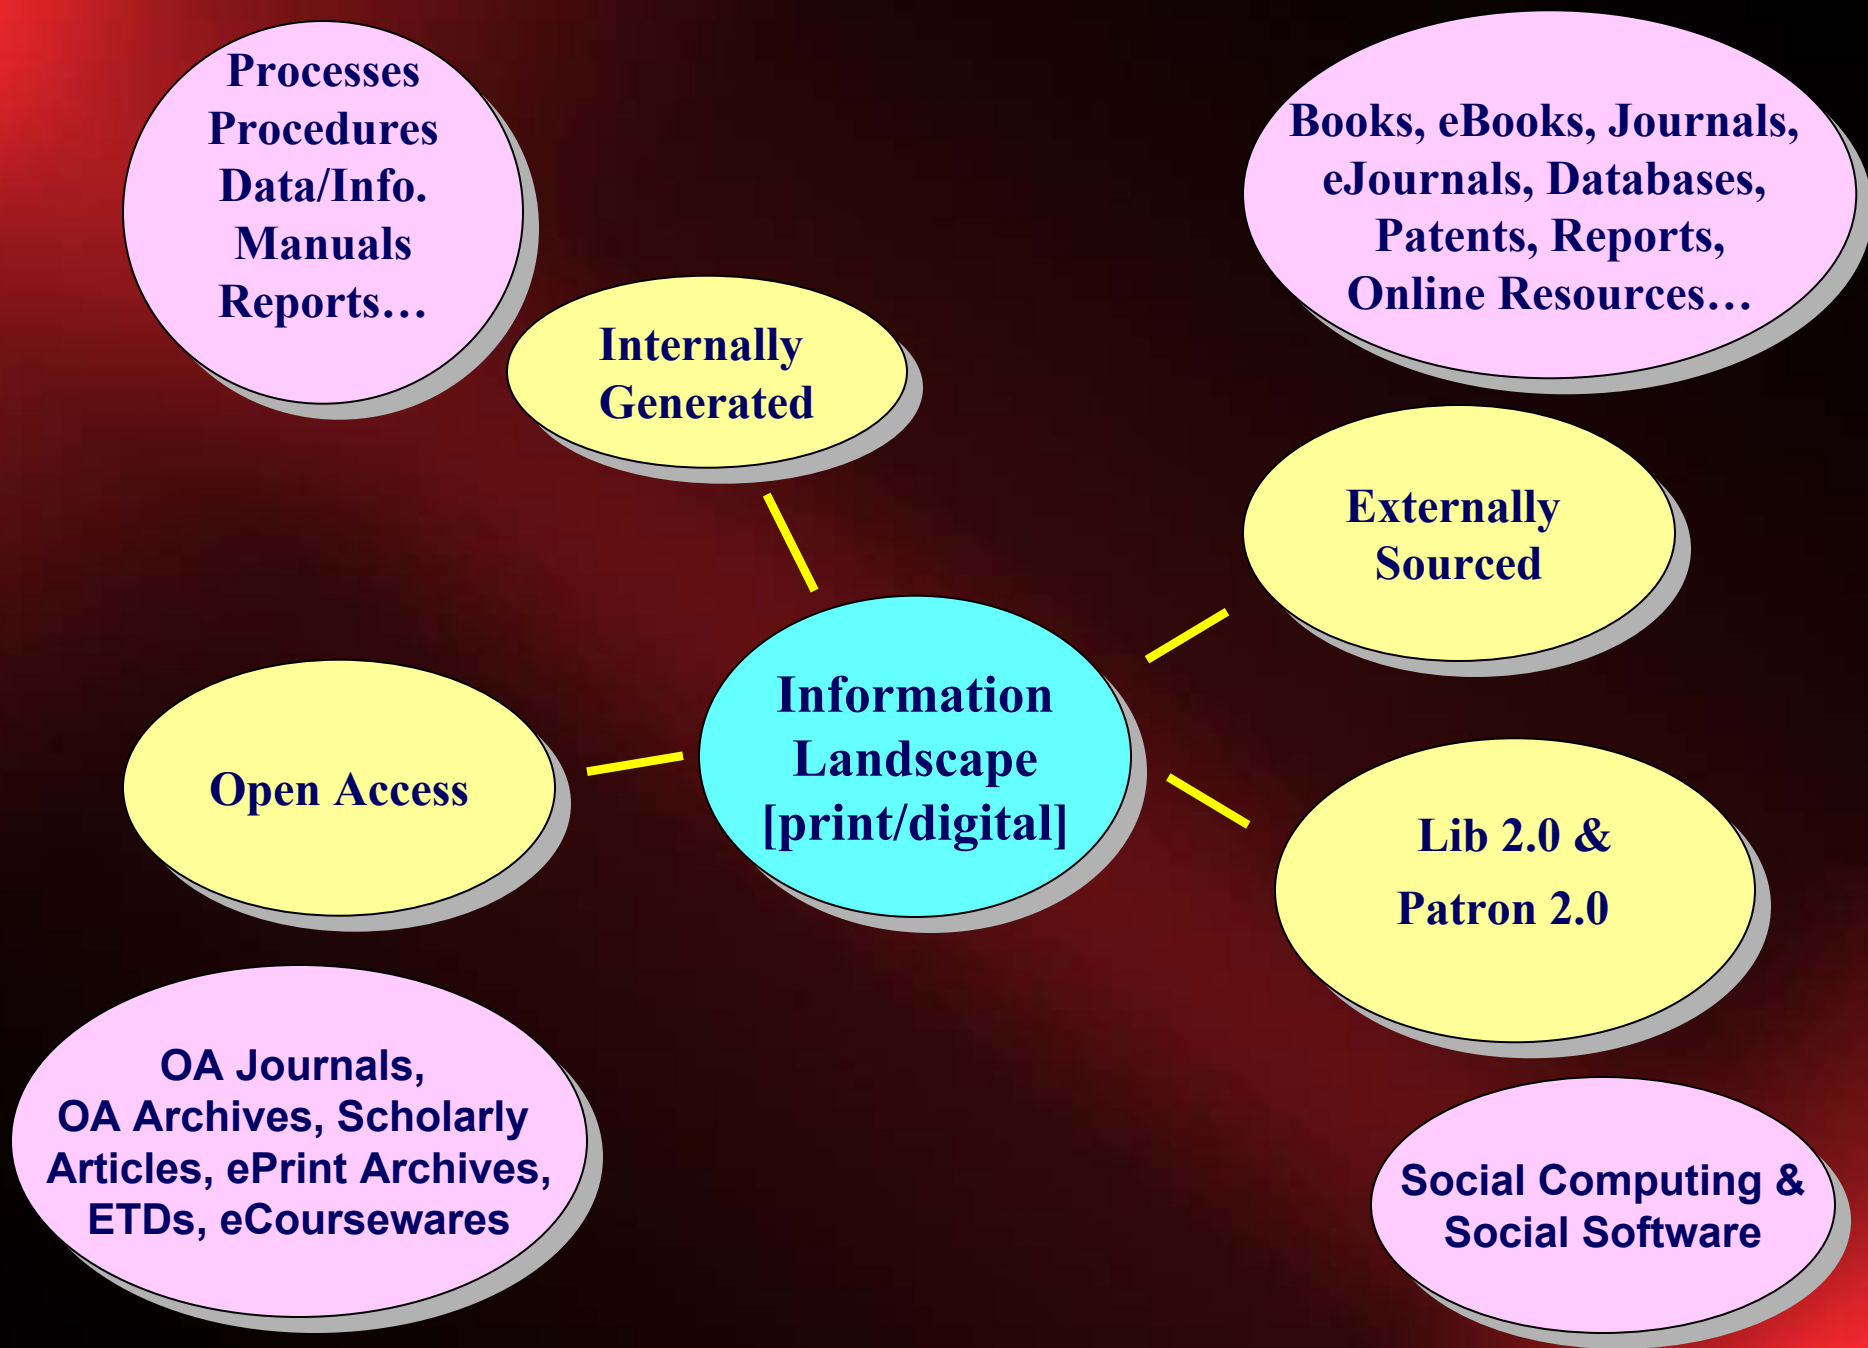 Processes
Procedures
Data/Info.
Manuals
Reports…
Books, eBooks, Journals,
eJournals, Databases,
Patents, Reports,
Online Resources…
Internally
Generated
Externally
Sourced
Information
Landscape
[print/digital]
Open Access
Lib 2.0 &
Patron 2.0
OA Journals,
OA Archives, Scholarly
Articles, ePrint Archives,
ETDs, eCoursewares
Social Computing &
Social Software